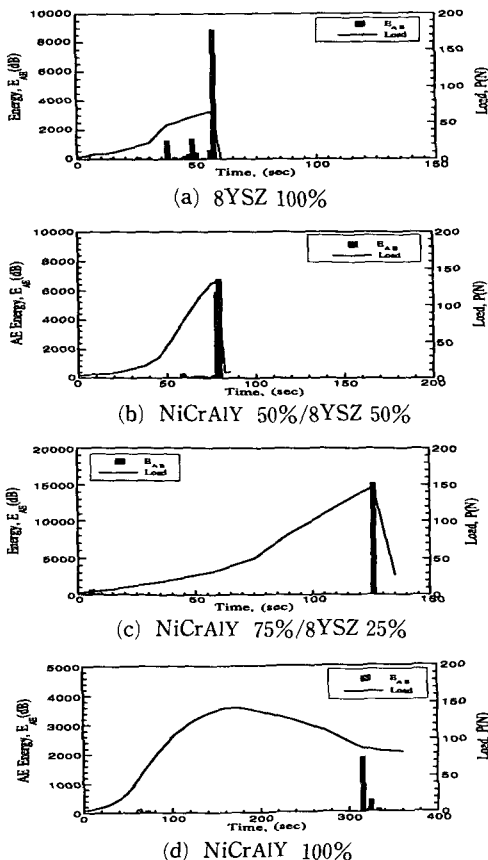 10000
8000
6000
4000
2000
0
Energy, E_AE(dB)
E_AE
Load
200
150
100
50
0
Load, P(N)
0
50
100
150
Time, (sec)
(a) 8YSZ 100%
10000
8000
6000
4000
2000
0
AE Energy, E_AE(dB)
E_AE
Load
200
150
100
50
0
Load, P(N)
0
50
100
150
200
Time, (sec)
(b) NiCrAlY 50%/8YSZ 50%
20000
15000
10000
5000
0
Energy, E_AE(dB)
E_AE
Load
200
150
100
50
Load, P(N)
0
50
100
Time, (sec)
(c) NiCrAlY 75%/8YSZ 25%
5000
4000
3000
2000
1000
0
AE Energy, E_AE(dB)
E_AE
Load
200
150
100
50
0
Load, P(N)
0
100
200
300
400
Time, (sec)
(d) NiCrAlY 100%